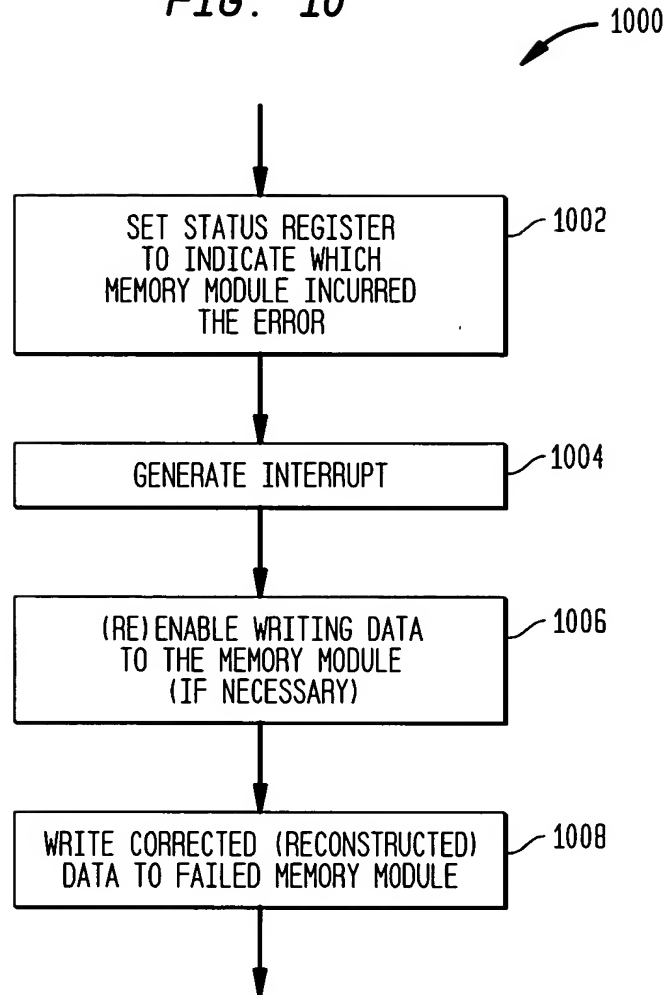 FIG. 10
1000
SET STATUS REGISTER
TO INDICATE WHICH
MEMORY MODULE INCURRED
THE ERROR
1002
GENERATE INTERRUPT
1004
(RE)ENABLE WRITING DATA
TO THE MEMORY MODULE
(IF NECESSARY)
1006
WRITE CORRECTED (RECONSTRUCTED)
DATA TO FAILED MEMORY MODULE
1008